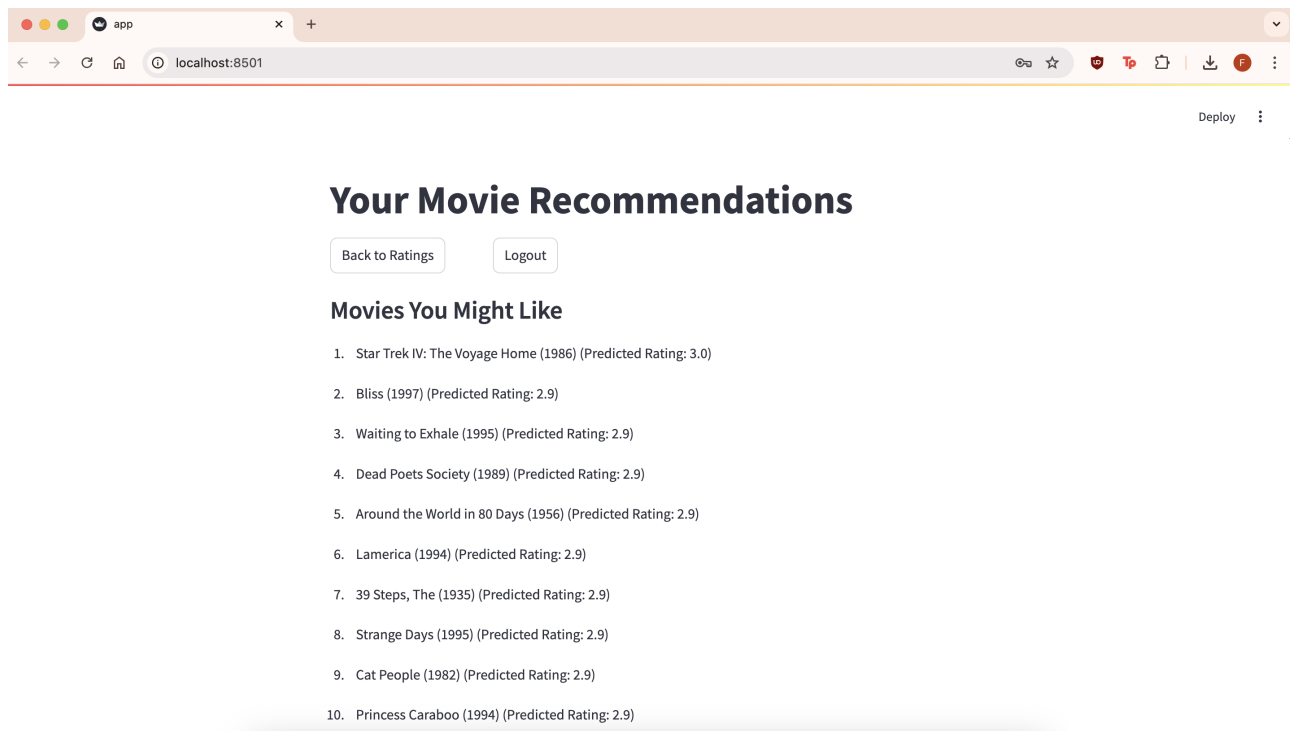 app
localhost:8501
Deploy
Your Movie Recommendations
Back to Ratings
Logout
Movies You Might Like
1. Star Trek IV: The Voyage Home (1986) (Predicted Rating: 3.0)
2. Bliss (1997) (Predicted Rating: 2.9)
3. Waiting to Exhale (1995) (Predicted Rating: 2.9)
4. Dead Poets Society (1989) (Predicted Rating: 2.9)
5. Around the World in 80 Days (1956) (Predicted Rating: 2.9)
6. Lamerica (1994) (Predicted Rating: 2.9)
7. 39 Steps, The (1935) (Predicted Rating: 2.9)
8. Strange Days (1995) (Predicted Rating: 2.9)
9. Cat People (1982) (Predicted Rating: 2.9)
10. Princess Caraboo (1994) (Predicted Rating: 2.9)